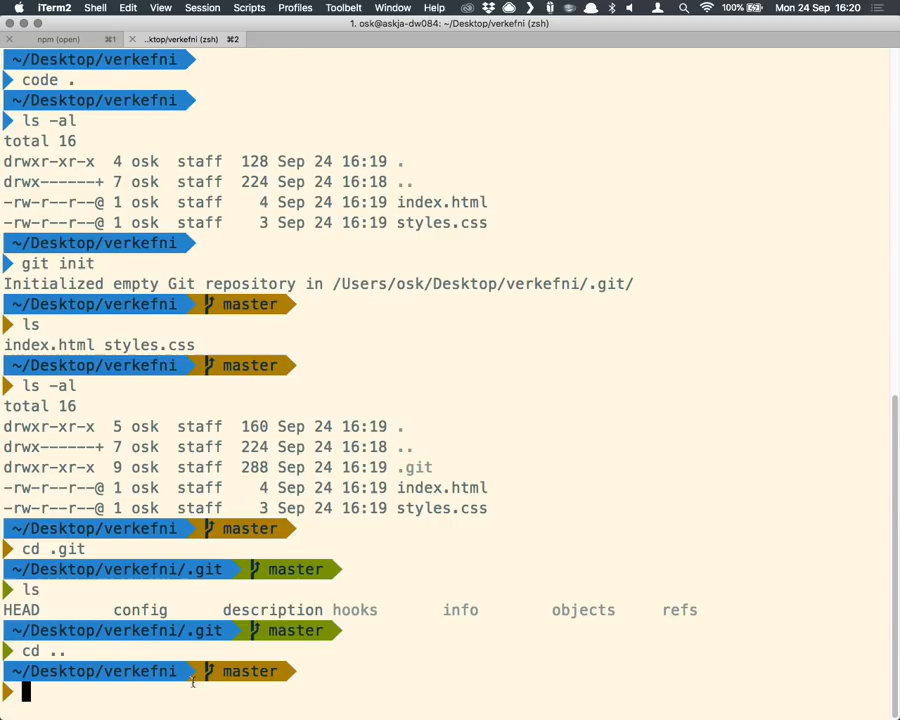 iTerm2 Shell Edit View Session Scripts Profiles Toolbelt Window Help 100% Mon 24 Sep 16:20
1. osk@askja-dw084: ~/Desktop/verkefni (zsh)
npm (open) ⌘1 ..ktop/verkefni (zsh) ⌘2
~/Desktop/verkefni
code .
~/Desktop/verkefni
ls -al
total 16
drwxr-xr-x 4 osk staff 128 Sep 24 16:19 .
drwx------+ 7 osk staff 224 Sep 24 16:18 ..
-rw-r--r--@ 1 osk staff 4 Sep 24 16:19 index.html
-rw-r--r--@ 1 osk staff 3 Sep 24 16:19 styles.css
~/Desktop/verkefni
git init
Initialized empty Git repository in /Users/osk/Desktop/verkefni/.git/
~/Desktop/verkefni master
ls
index.html styles.css
~/Desktop/verkefni master
ls -al
total 16
drwxr-xr-x 5 osk staff 160 Sep 24 16:19 .
drwx------+ 7 osk staff 224 Sep 24 16:19 ..
drwxr-xr-x 9 osk staff 288 Sep 24 16:19 .git
-rw-r--r--@ 1 osk staff 4 Sep 24 16:19 index.html
-rw-r--r--@ 1 osk staff 3 Sep 24 16:19 styles.css
~/Desktop/verkefni master
cd .git
~/Desktop/verkefni/.git master
ls
HEAD config description hooks info objects refs
~/Desktop/verkefni/.git master
cd ..
~/Desktop/verkefni master